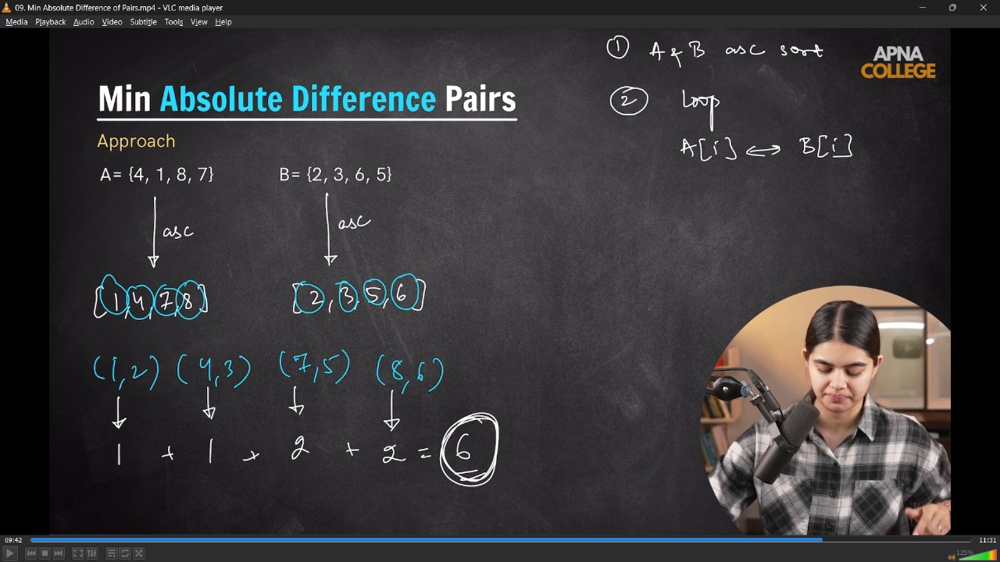 09. Min Absolute Difference of Pairs.mp4 - VLC media player
Media Playback Audio Video Subtitle Tools View Help
① A & B asc sort
APNA
COLLEGE
Min Absolute Difference Pairs
② Loop
Approach
A[i] ↔ B[i]
A= {4, 1, 8, 7} B= {2, 3, 6, 5}
asc asc
[1, 4, 7, 8] [2, 3, 5, 6]
(1,2) (4,3) (7,5) (8,6)
1 + 1 + 2 + 2 = 6
09:42 11:31
125%